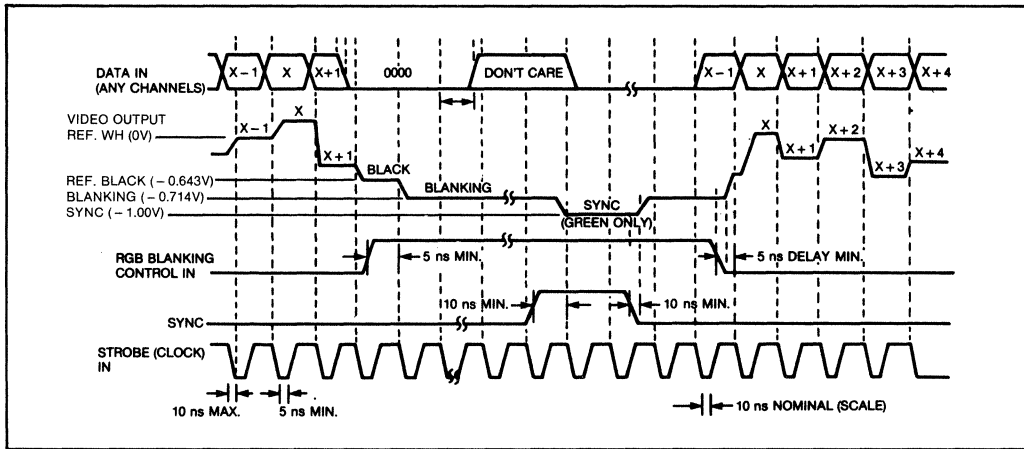 DATA IN
(ANY CHANNELS)
X – 1
X
X+1
0000
DON'T CARE
X – 1
X
X + 1
X + 2
X + 3
X + 4
VIDEO OUTPUT
REF. WH (0V)
X – 1
X
X + 1
BLACK
X
X + 1
X + 2
X + 3
X + 4
REF. BLACK ( – 0.643V)
BLANKING ( – 0.714V)
BLANKING
SYNC ( – 1.00V)
SYNC
(GREEN ONLY)
RGB BLANKING
CONTROL IN
5 ns MIN.
5 ns DELAY MIN.
10 ns MIN.
10 ns MIN.
SYNC
STROBE (CLOCK)
IN
10 ns MAX.
5 ns MIN.
10 ns NOMINAL (SCALE)